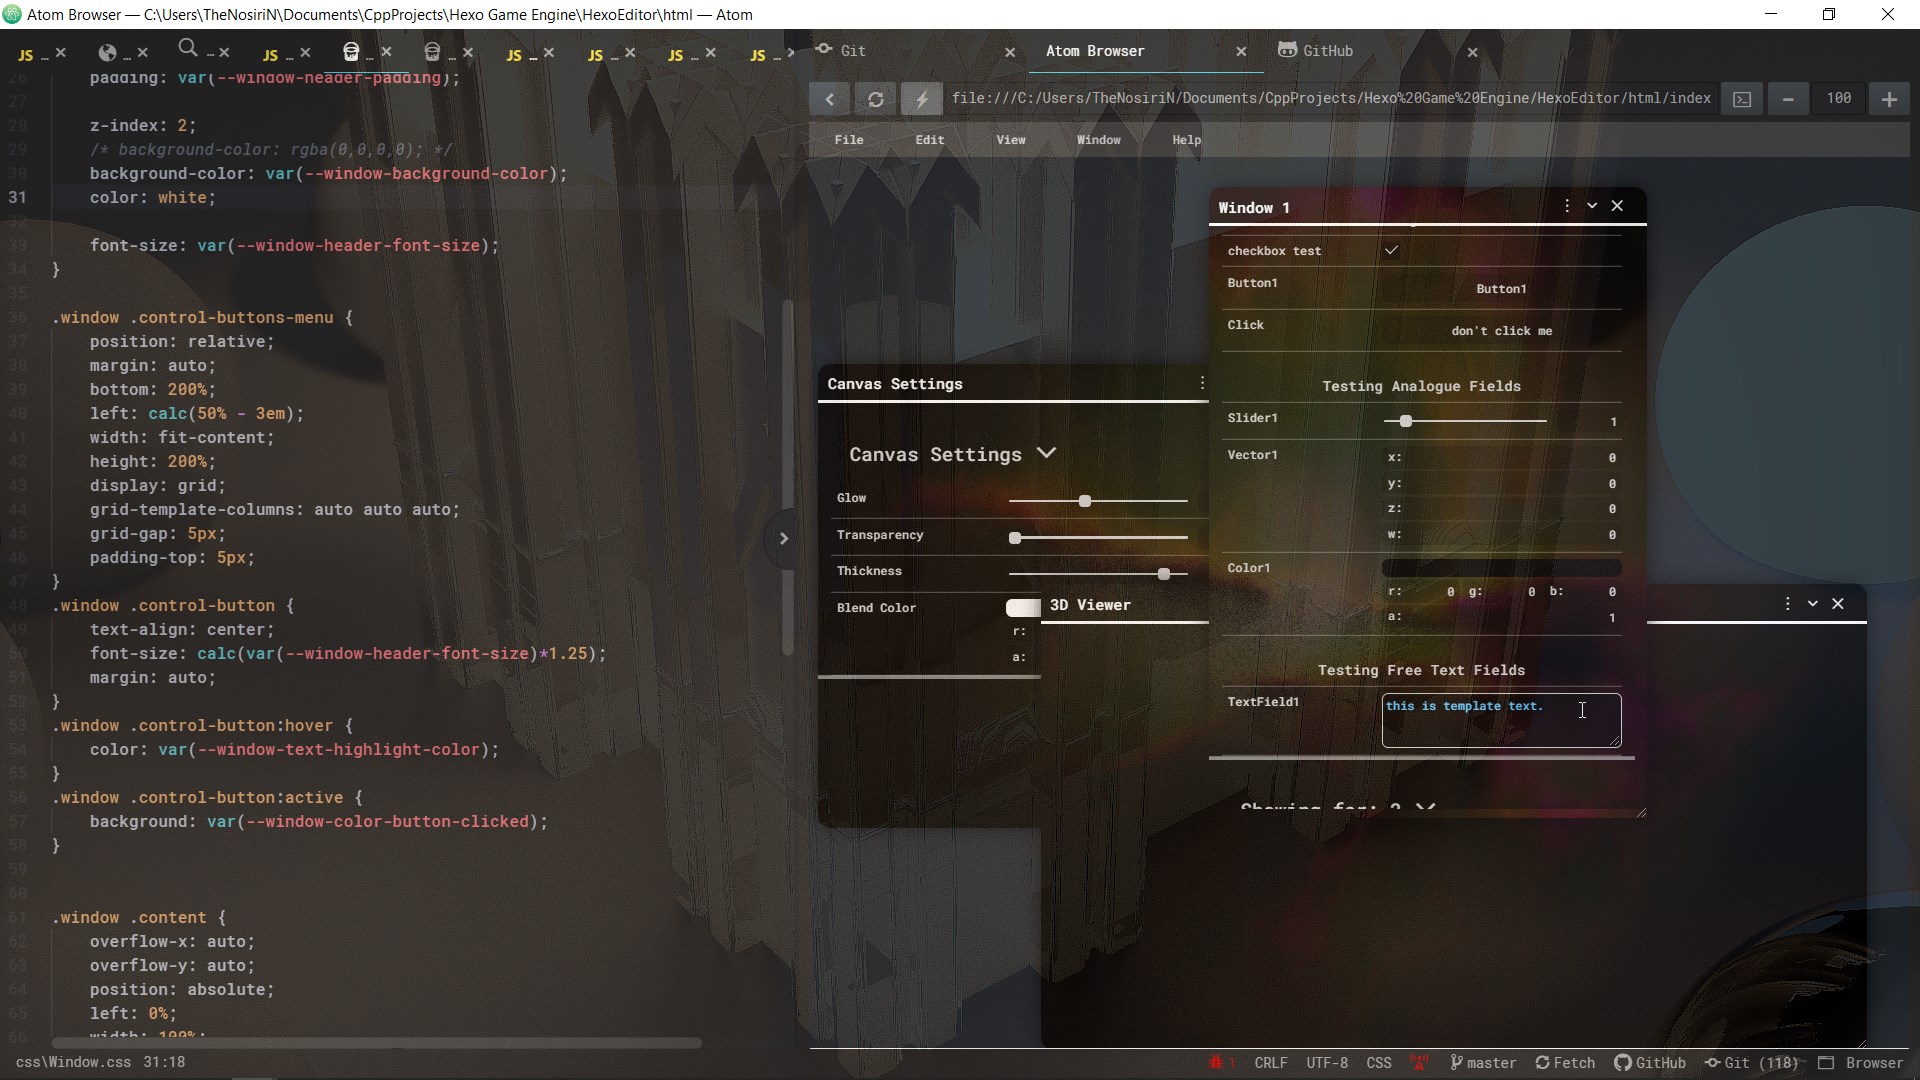 Atom Browser — C:\Users\TheNosiriN\Documents\CppProjects\Hexo Game Engine\HexoEditor\html — Atom
JS ... JS ... JS ... JS ... JS ... JS ...
Git
Atom Browser
GitHub
file:///C:/Users/TheNosiriN/Documents/CppProjects/Hexo%20Game%20Engine/HexoEditor/html/index
100
File Edit View Window Help
26 padding: var(--window-header-padding);
27
28 z-index: 2;
29 /* background-color: rgba(0,0,0,0); */
30 background-color: var(--window-background-color);
31 color: white;
32
33 font-size: var(--window-header-font-size);
34 }
35
36 .window .control-buttons-menu {
37 position: relative;
38 margin: auto;
39 bottom: 200%;
40 left: calc(50% - 3em);
41 width: fit-content;
42 height: 200%;
43 display: grid;
44 grid-template-columns: auto auto auto;
45 grid-gap: 5px;
46 padding-top: 5px;
47 }
48 .window .control-button {
49 text-align: center;
50 font-size: calc(var(--window-header-font-size)*1.25);
51 margin: auto;
52 }
53 .window .control-button:hover {
54 color: var(--window-text-highlight-color);
55 }
56 .window .control-button:active {
57 background: var(--window-color-button-clicked);
58 }
59
60
61 .window .content {
62 overflow-x: auto;
63 overflow-y: auto;
64 position: absolute;
65 left: 0%;
66 width: 100%;
Canvas Settings
Canvas Settings
Glow
Transparency
Thickness
Blend Color
r:
a:
3D Viewer
Window 1
checkbox test
Button1 Button1
Click don't click me
Testing Analogue Fields
Slider1 1
Vector1 x: 0
y: 0
z: 0
w: 0
Color1
r: 0 g: 0 b: 0
a: 1
Testing Free Text Fields
TextField1 this is template text.
Showing for: 2
css\Window.css 31:18
1 CRLF UTF-8 CSS master Fetch GitHub Git (118) Browser